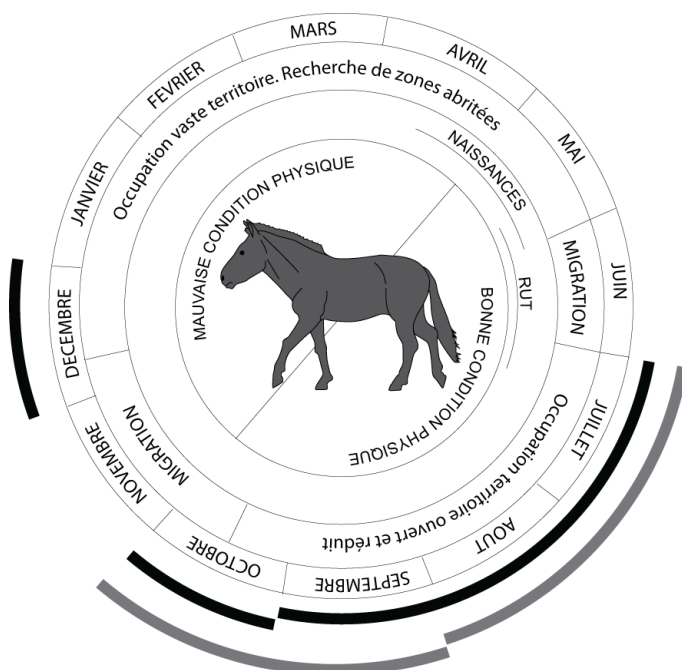 JANVIER
FEVRIER
MARS
AVRIL
MAI
JUIN
JUILLET
AOUT
SEPTEMBRE
OCTOBRE
NOVEMBRE
DECEMBRE
Occupation vaste territoire. Recherche de zones abritées
MIGRATION
Occupation territoire ouvert et réduit
MIGRATION
NAISSANCES
RUT
MAUVAISE CONDITION PHYSIQUE
BONNE CONDITION PHYSIQUE